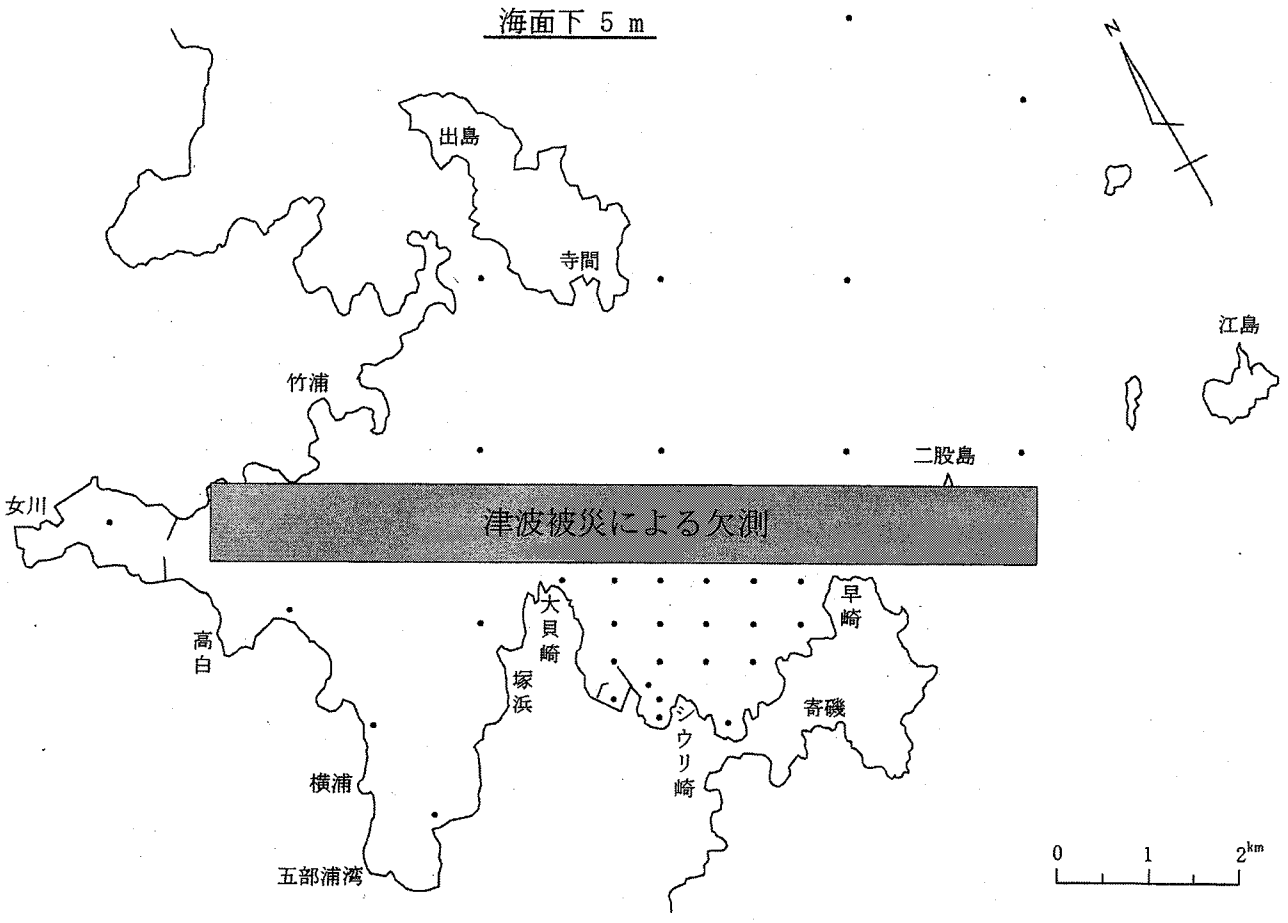 海面下 5 m
N
出島
寺間
江島
竹浦
二股島
女川
津波被災による欠測
高白
大貝崎
早崎
塚浜
シウリ崎
寄磯
横浦
五部浦湾
0 1 2km